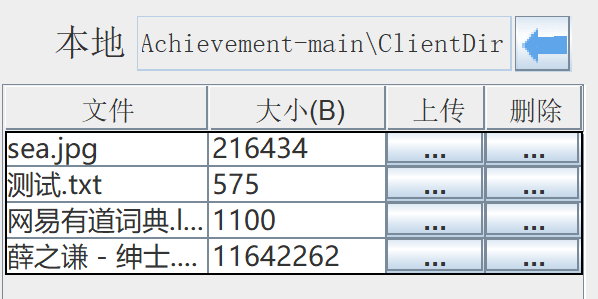 本地 Achievement-main\ClientDir
文件 大小(B) 上传 删除
sea.jpg 216434 ... ...
测试.txt 575 ... ...
网易有道词典.l... 1100 ... ...
薛之谦 - 绅士.... 11642262 ... ...